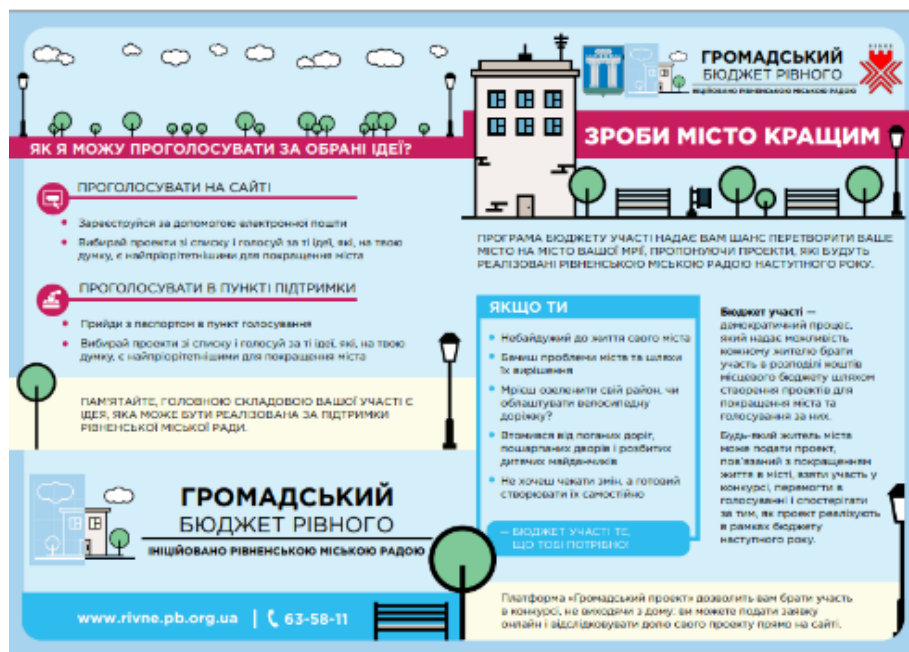 ЯК Я МОЖУ ПРОГОЛОСУВАТИ ЗА ОБРАНІ ІДЕЇ?
ПРОГОЛОСУВАТИ НА САЙТІ
Зареєструйся за допомогою електронної пошти
Вибирай проекти зі списку і голосуй за ті ідеї, які, на твою
думку, є найпріорітетнішими для покращення міста
ПРОГОЛОСУВАТИ В ПУНКТІ ПІДТРИМКИ
Прийди з паспортом в пункт голосування
Вибирай проекти зі списку і голосуй за ті ідеї, які, на твою
думку, є найпріорітетнішими для покращення міста
ПАМ'ЯТАЙТЕ, ГОЛОВНОЮ СКЛАДОВОЮ ВАШОЇ УЧАСТІ Є
ІДЕЯ, ЯКА МОЖЕ БУТИ РЕАЛІЗОВАНА ЗА ПІДТРИМКИ
РІВНЕНСЬКОЇ МІСЬКОЇ РАДИ.
ГРОМАДСЬКИЙ
БЮДЖЕТ РІВНОГО
ІНІЦІЙОВАНО РІВНЕНСЬКОЮ МІСЬКОЮ РАДОЮ
www.rivne.pb.org.ua | 63-58-11
ГРОМАДСЬКИЙ
БЮДЖЕТ РІВНОГО
ІНІЦІЙОВАНО РІВНЕНСЬКОЮ МІСЬКОЮ РАДОЮ
ЗРОБИ МІСТО КРАЩИМ
ПРОГРАМА БЮДЖЕТУ УЧАСТІ НАДАЄ ВАМ ШАНС ПЕРЕТВОРИТИ ВАШЕ
МІСТО НА МІСТО ВАШОЇ МРІЇ, ПРОПОНУЮЧИ ПРОЕКТИ, ЯКІ БУДУТЬ
РЕАЛІЗОВАНІ РІВНЕНСЬКОЮ МІСЬКОЮ РАДОЮ НАСТУПНОГО РОКУ.
ЯКЩО ТИ
Небайдужий до життя свого міста
Бачиш проблеми міста та шляхи
їх вирішення
Мрієш озеленити свій район, чи
облаштувати велосипедну
доріжку?
Втомився від поганих доріг,
пошарпаних дворів і розбитих
дитячих майданчиків
Не хочеш чекати змін, а готовий
створювати їх самостійно
— БЮДЖЕТ УЧАСТІ ТЕ,
ЩО ТОБІ ПОТРІБНО!
Бюджет участі —
демократичний процес,
який надає можливість
кожному жителю брати
участь в розподілі коштів
місцевого бюджету шляхом
створення проектів для
покращення міста та
голосування за них.
Будь-який житель міста
може подати проект,
пов'язаний з покращенням
життя в місті, взяти участь у
конкурсі, перемогти в
голосуванні і спостерігати
за тим, як проект реалізують
в рамках бюджету
наступного року.
Платформа «Громадський проект» дозволить вам брати участь
в конкурсі, не виходячи з дому: ви можете подати заявку
онлайн і відслідковувати долю свого проекту прямо на сайті.